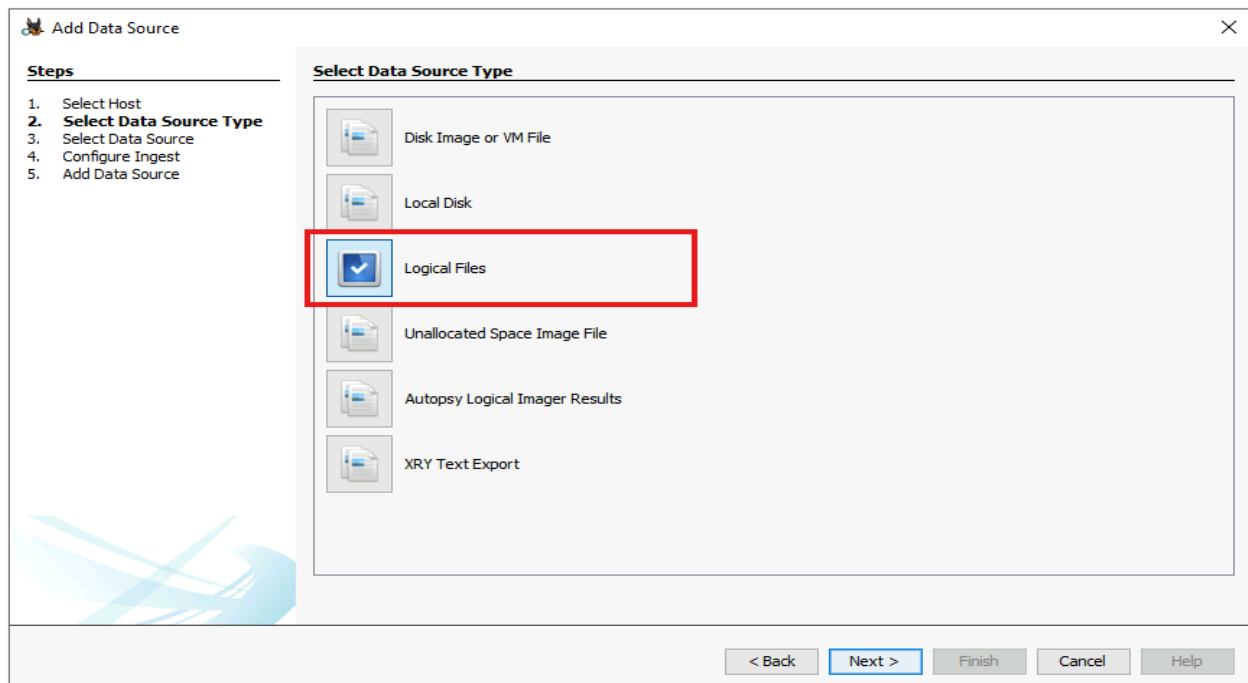 Add Data Source
Steps
1. Select Host
2. Select Data Source Type
3. Select Data Source
4. Configure Ingest
5. Add Data Source
Select Data Source Type
Disk Image or VM File
Local Disk
Logical Files
Unallocated Space Image File
Autopsy Logical Imager Results
XRY Text Export
< Back Next > Finish Cancel Help